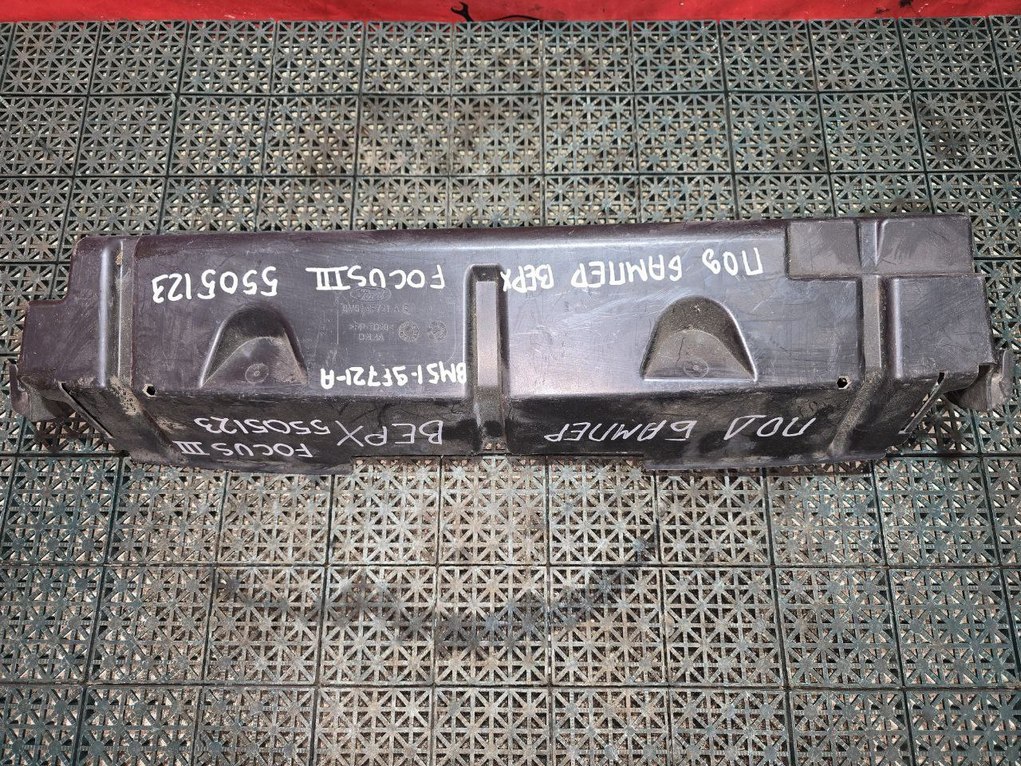 ПОД БАМПЕР ВЕРХ FOCUS III
5505123
BM51-9F721-A
ПОД БАМПЕР ВЕРХ FOCUS III 5505123